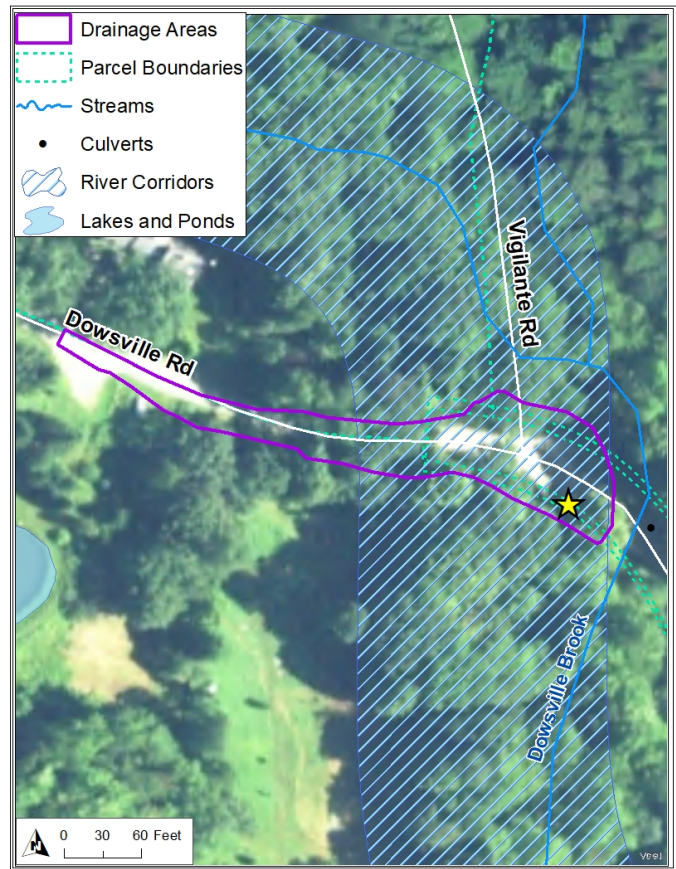 Drainage Areas
Parcel Boundaries
Streams
Culverts
River Corridors
Lakes and Ponds
Vigilante Rd
Dowsville Rd
Dowsville Brook
N
0 30 60 Feet